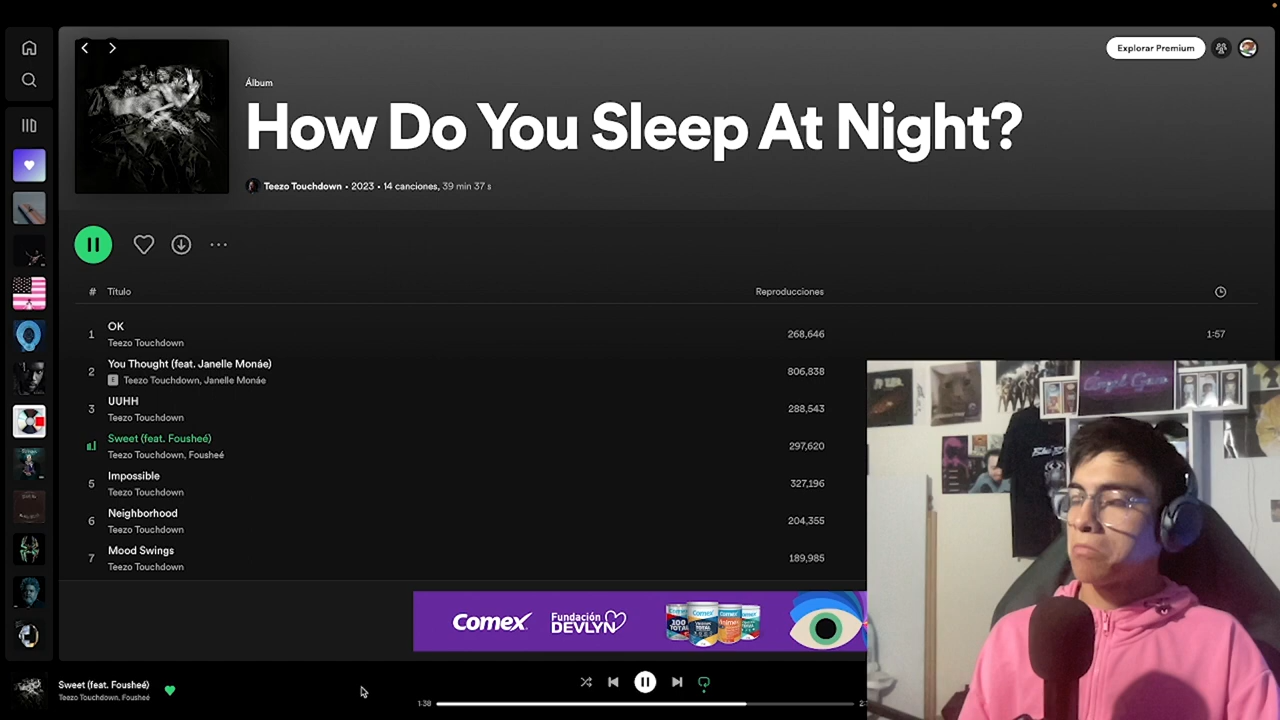 Explorar Premium
Álbum
How Do You Sleep At Night?
Teezo Touchdown • 2023 • 14 canciones, 39 min 37 s
# Título Reproducciones
1 OK 268,646 1:57
Teezo Touchdown
2 You Thought (feat. Janelle Monáe) 806,838
E Teezo Touchdown, Janelle Monáe
3 UUHH 288,543
Teezo Touchdown
Sweet (feat. Fousheé) 297,620
Teezo Touchdown, Fousheé
5 Impossible 327,196
Teezo Touchdown
6 Neighborhood 204,355
Teezo Touchdown
7 Mood Swings 189,985
Teezo Touchdown
Comex Fundación
DEVLYN
Sweet (feat. Fousheé)
Teezo Touchdown, Fousheé
1:38